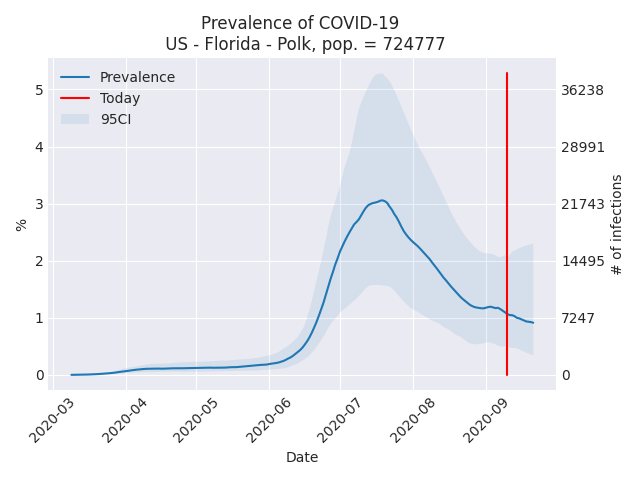 Prevalence of COVID-19
US - Florida - Polk, pop. = 724777
Prevalence
Today
95CI
5
4
3
2
1
0
%
36238
28991
21743
14495
7247
0
# of infections
2020-03
2020-04
2020-05
2020-06
2020-07
2020-08
2020-09
Date